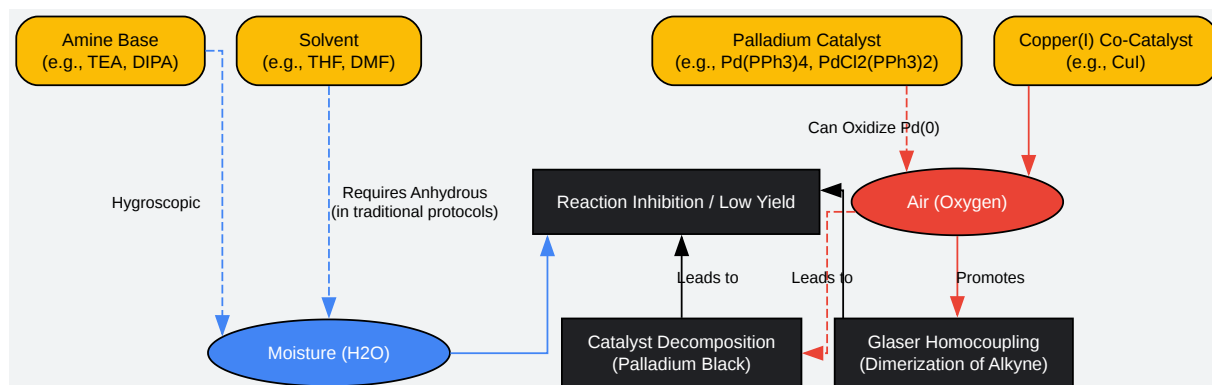 Amine Base
(e.g., TEA, DIPA)
Solvent
(e.g., THF, DMF)
Palladium Catalyst
(e.g., Pd(PPh3)4, PdCl2(PPh3)2)
Copper(I) Co-Catalyst
(e.g., CuI)
Can Oxidize Pd(0)
Hygroscopic
Requires Anhydrous
(in traditional protocols)
Reaction Inhibition / Low Yield
Air (Oxygen)
Leads to
Leads to
Promotes
Moisture (H2O)
Catalyst Decomposition
(Palladium Black)
Glaser Homocoupling
(Dimerization of Alkyne)